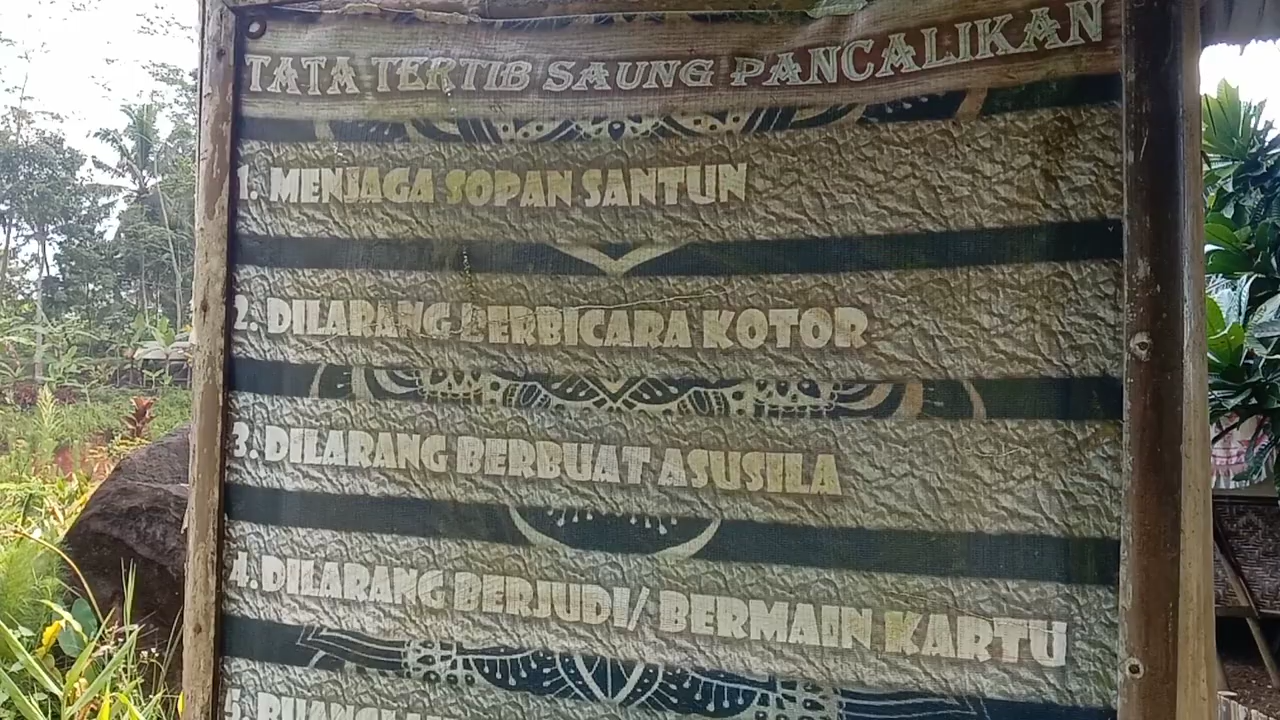 TATA TERTIB SAUNG PANCALIKAN
1. MENJAGA SOPAN SANTUN
2. DILARANG BERBICARA KOTOR
3. DILARANG BERBUAT ASUSILA
4. DILARANG BERJUDI/ BERMAIN KARTU
5.